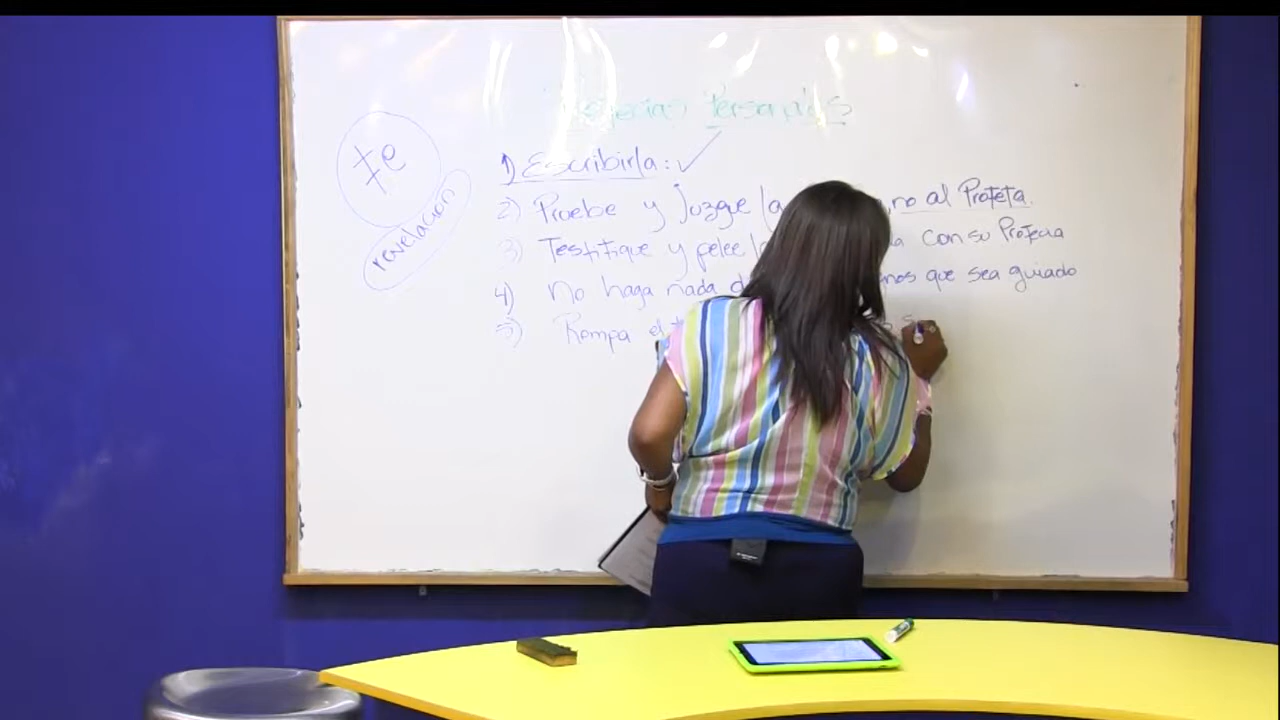 Personales
fe
revelacion
1) Escribirla: ✓
2) Pruebe y Juzgue la no al Profeta.
3) Testifique y pelee con su Profecia
4) No haga nada que sea guiado
5) Rompa el